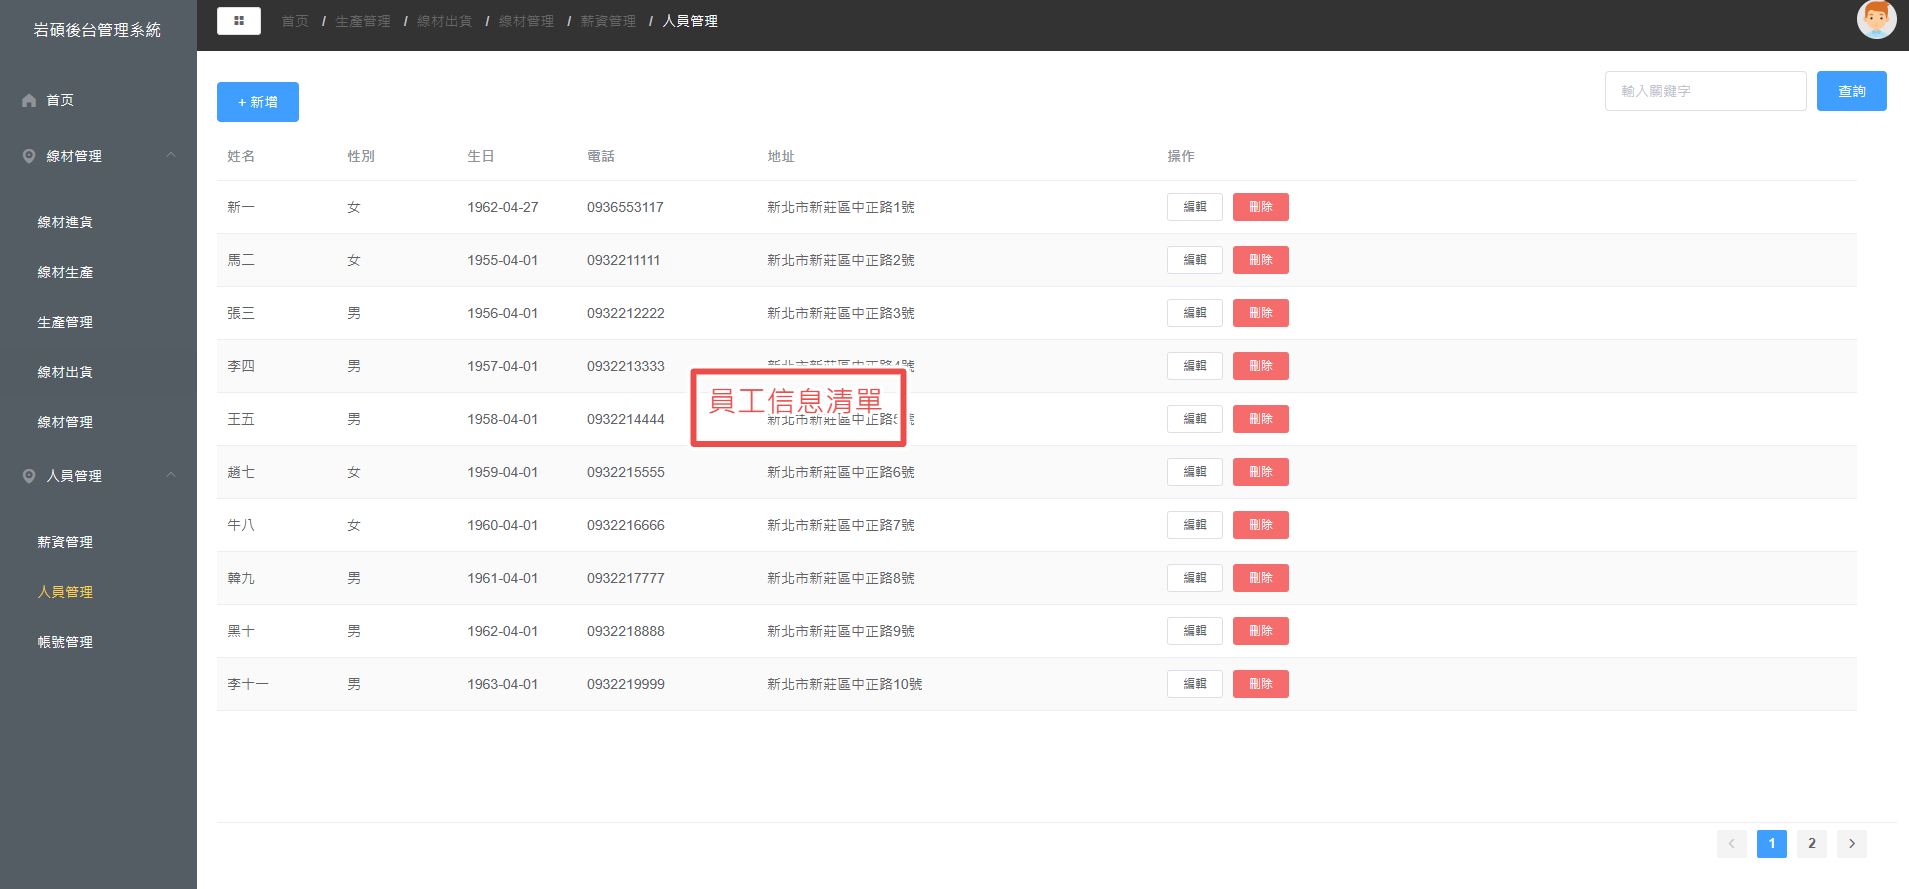 岩碩後台管理系統
首页 / 生產管理 / 線材出貨 / 線材管理 / 薪資管理 / 人員管理
首页
線材管理
線材進貨
線材生產
生產管理
線材出貨
線材管理
人員管理
薪資管理
人員管理
帳號管理
+ 新增
輸入關鍵字 查詢
姓名 性別 生日 電話 地址 操作
新一 女 1962-04-27 0936553117 新北市新莊區中正路1號 編輯 刪除
馬二 女 1955-04-01 0932211111 新北市新莊區中正路2號 編輯 刪除
張三 男 1956-04-01 0932212222 新北市新莊區中正路3號 編輯 刪除
李四 男 1957-04-01 0932213333 新北市新莊區中正路4號 編輯 刪除
員工信息清單
王五 男 1958-04-01 0932214444 新北市新莊區中正路 號 編輯 刪除
趙七 女 1959-04-01 0932215555 新北市新莊區中正路6號 編輯 刪除
牛八 女 1960-04-01 0932216666 新北市新莊區中正路7號 編輯 刪除
韓九 男 1961-04-01 0932217777 新北市新莊區中正路8號 編輯 刪除
黑十 男 1962-04-01 0932218888 新北市新莊區中正路9號 編輯 刪除
李十一 男 1963-04-01 0932219999 新北市新莊區中正路10號 編輯 刪除
1 2